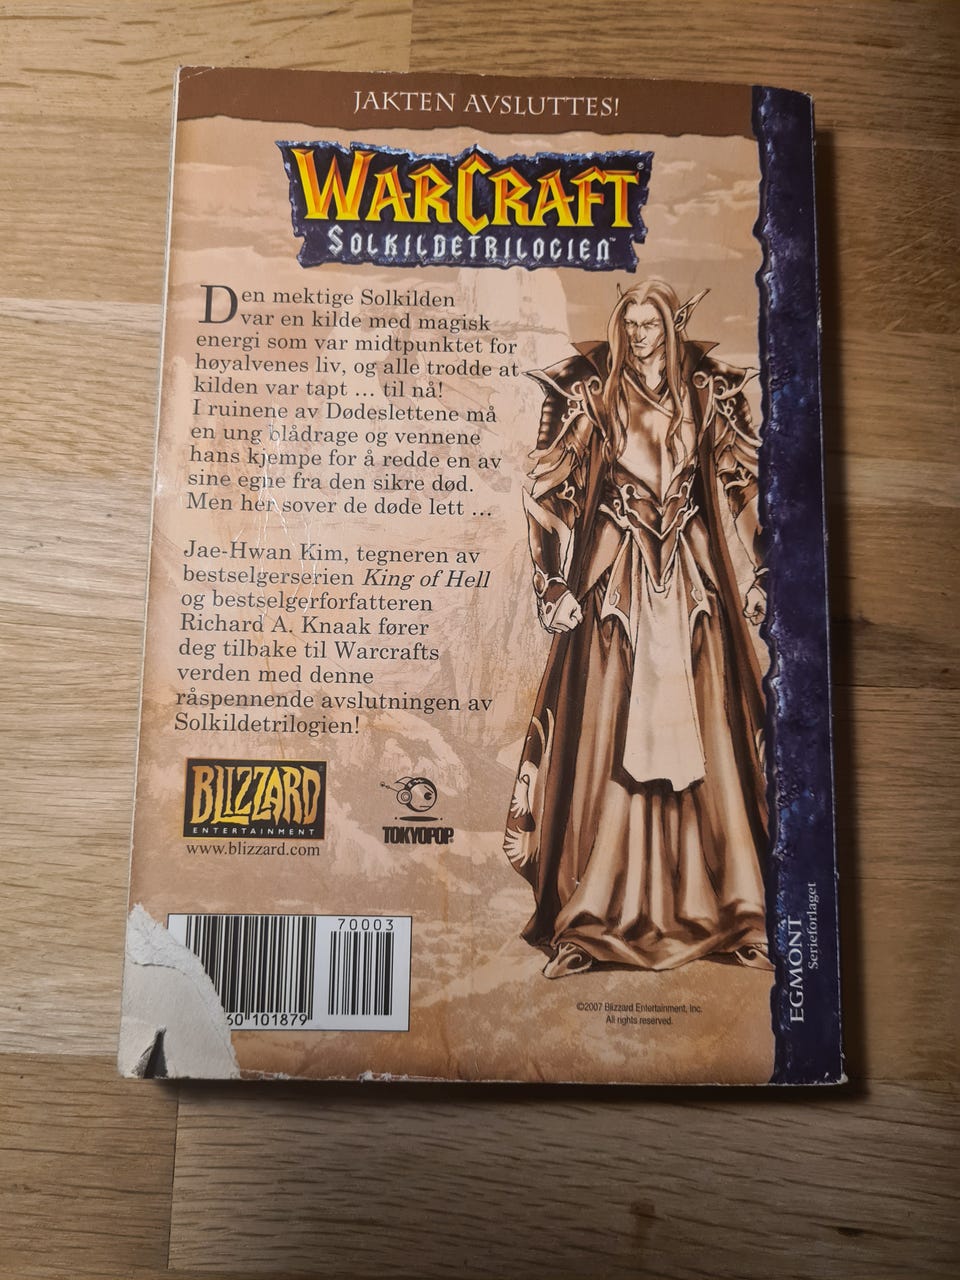 JAKTEN AVSLUTTES!
WARCRAFT®
SOLKILDETRILOGIEN™
Den mektige Solkilden
var en kilde med magisk
energi som var midtpunktet for
høyalvenes liv, og alle trodde at
kilden var tapt ... til nå!
I ruinene av Dødeslettene må
en ung blådrage og vennene
hans kjempe for å redde en av
sine egne fra den sikre død.
Men her sover de døde lett ...
Jae-Hwan Kim, tegneren av
bestselgerserien King of Hell
og bestselgerforfatteren
Richard A. Knaak fører
deg tilbake til Warcrafts
verden med denne
råspennende avslutningen av
Solkildetrilogien!
BLIZZARD
ENTERTAINMENT
www.blizzard.com
TOKYOPOP®
70003
60 101879
©2007 Blizzard Entertainment, Inc.
All rights reserved.
EGMONT
Serieforlaget